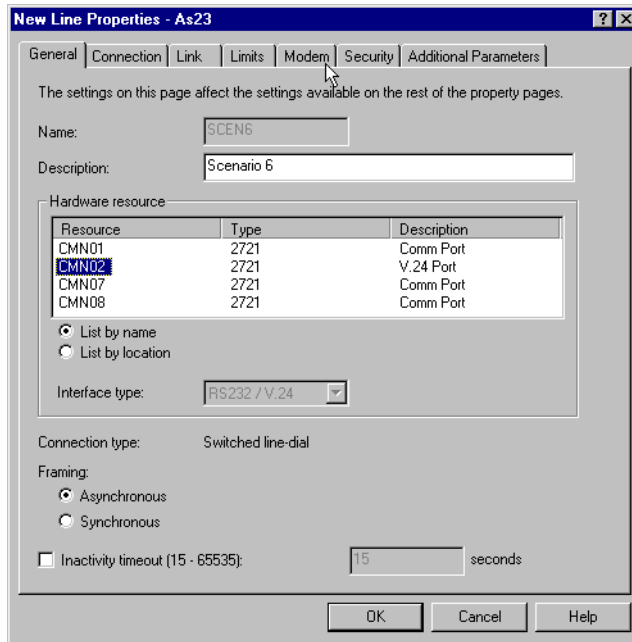 New Line Properties - As23
General Connection Link Limits Modem Security Additional Parameters
The settings on this page affect the settings available on the rest of the property pages.
Name: SCEN6
Description: Scenario 6
Hardware resource
Resource Type Description
CMN01 2721 Comm Port
CMN02 2721 V.24 Port
CMN07 2721 Comm Port
CMN08 2721 Comm Port
List by name
List by location
Interface type: RS232 / V.24
Connection type: Switched line-dial
Framing:
Asynchronous
Synchronous
Inactivity timeout (15 - 65535): 15 seconds
OK Cancel Help